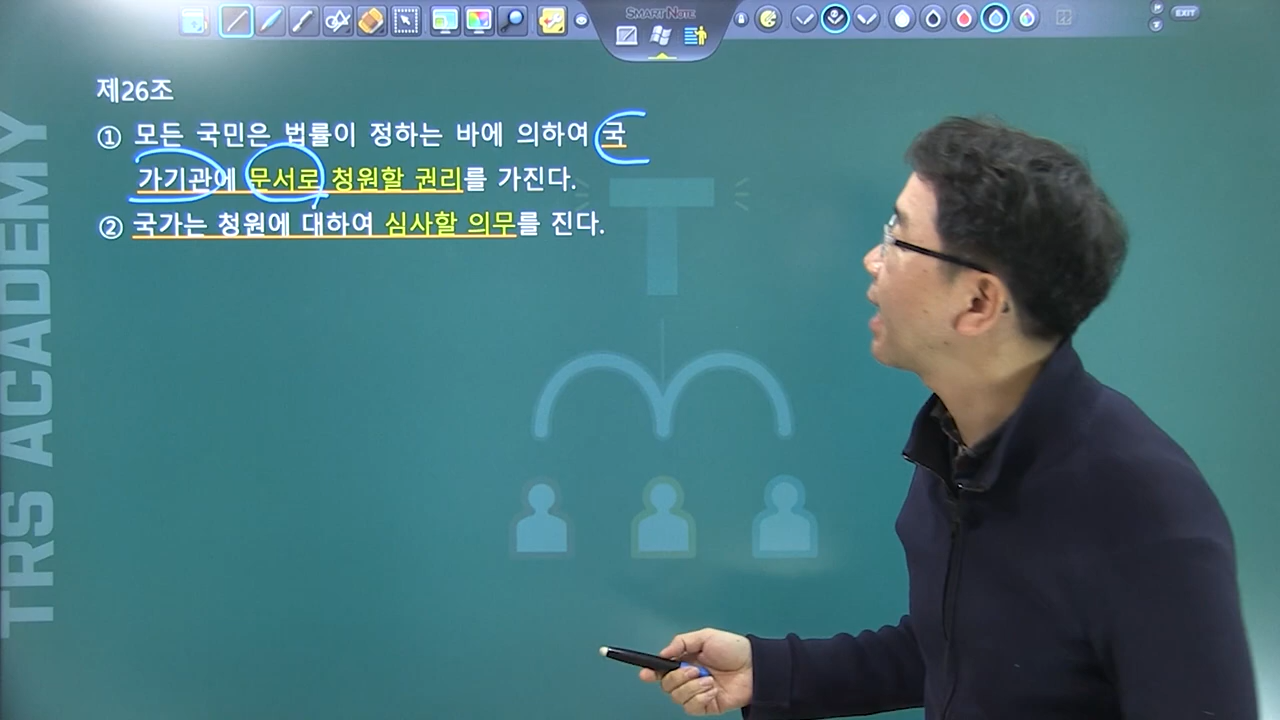 SMARTNOTE
EXIT
제26조
① 모든 국민은 법률이 정하는 바에 의하여 국
가기관에 문서로 청원할 권리를 가진다.
② 국가는 청원에 대하여 심사할 의무를 진다.
TRS ACADEMY